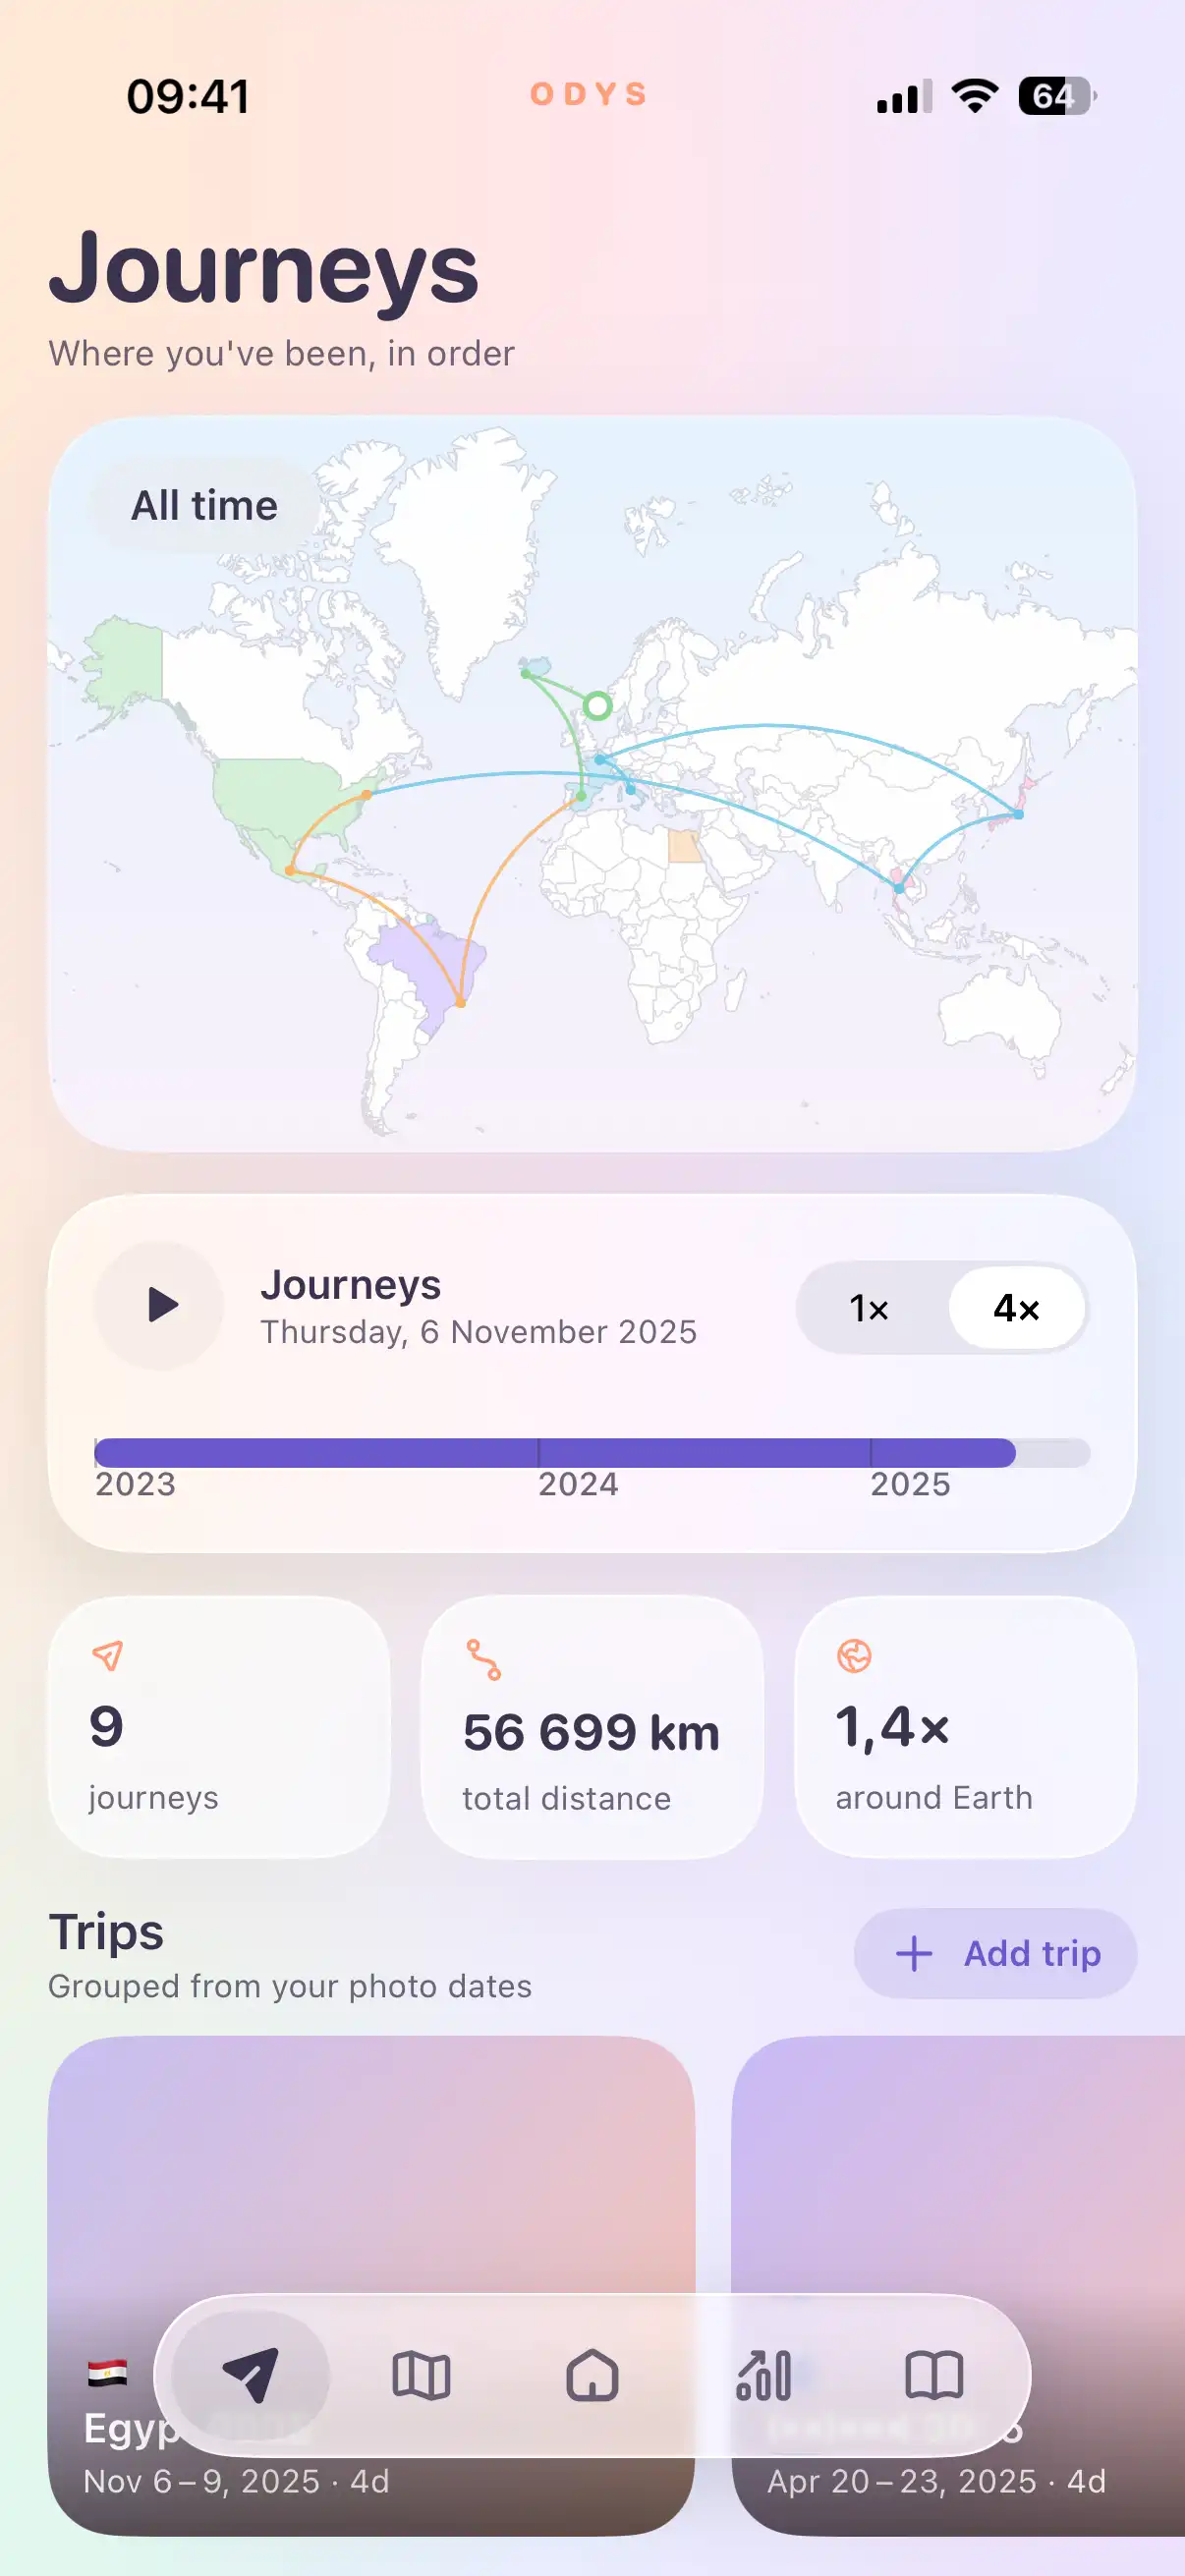 09:41
ODYS
64
Journeys
Where you've been, in order
All time
Journeys
Thursday, 6 November 2025
1×
4×
2023
2024
2025
9
journeys
56 699 km
total distance
1,4×
around Earth
Trips
Grouped from your photo dates
Add trip
Nov 6–9, 2025 · 4d
Apr 20–23, 2025 · 4d